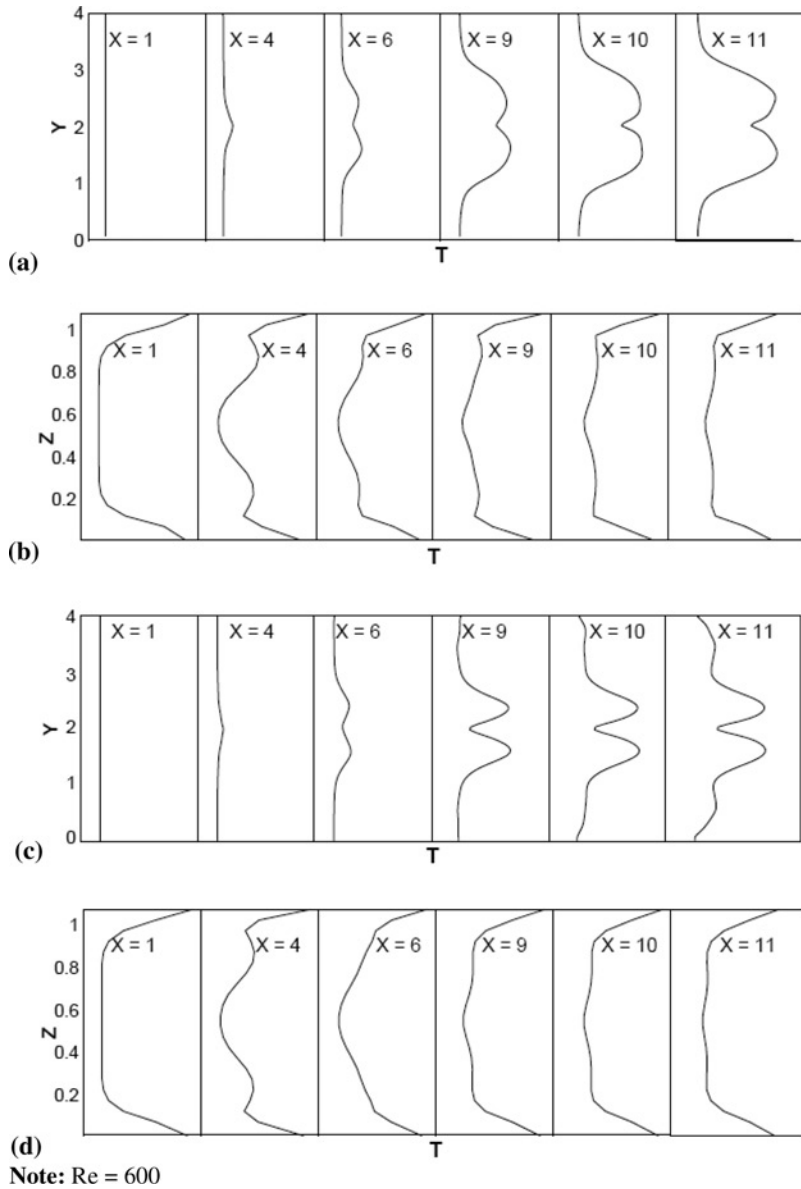 4
X = 1 X = 4 X = 6 X = 9 X = 10 X = 11
3
Y
2
1
0
T
(a)
1
X = 1 X = 4 X = 6 X = 9 X = 10 X = 11
0.8
0.6
Z
0.4
0.2
T
(b)
4
X = 1 X = 4 X = 6 X = 9 X = 10 X = 11
3
Y
2
1
0
T
(c)
1
X = 1 X = 4 X = 6 X = 9 X = 10 X = 11
0.8
0.6
Z
0.4
0.2
T
(d)
Note: Re = 600